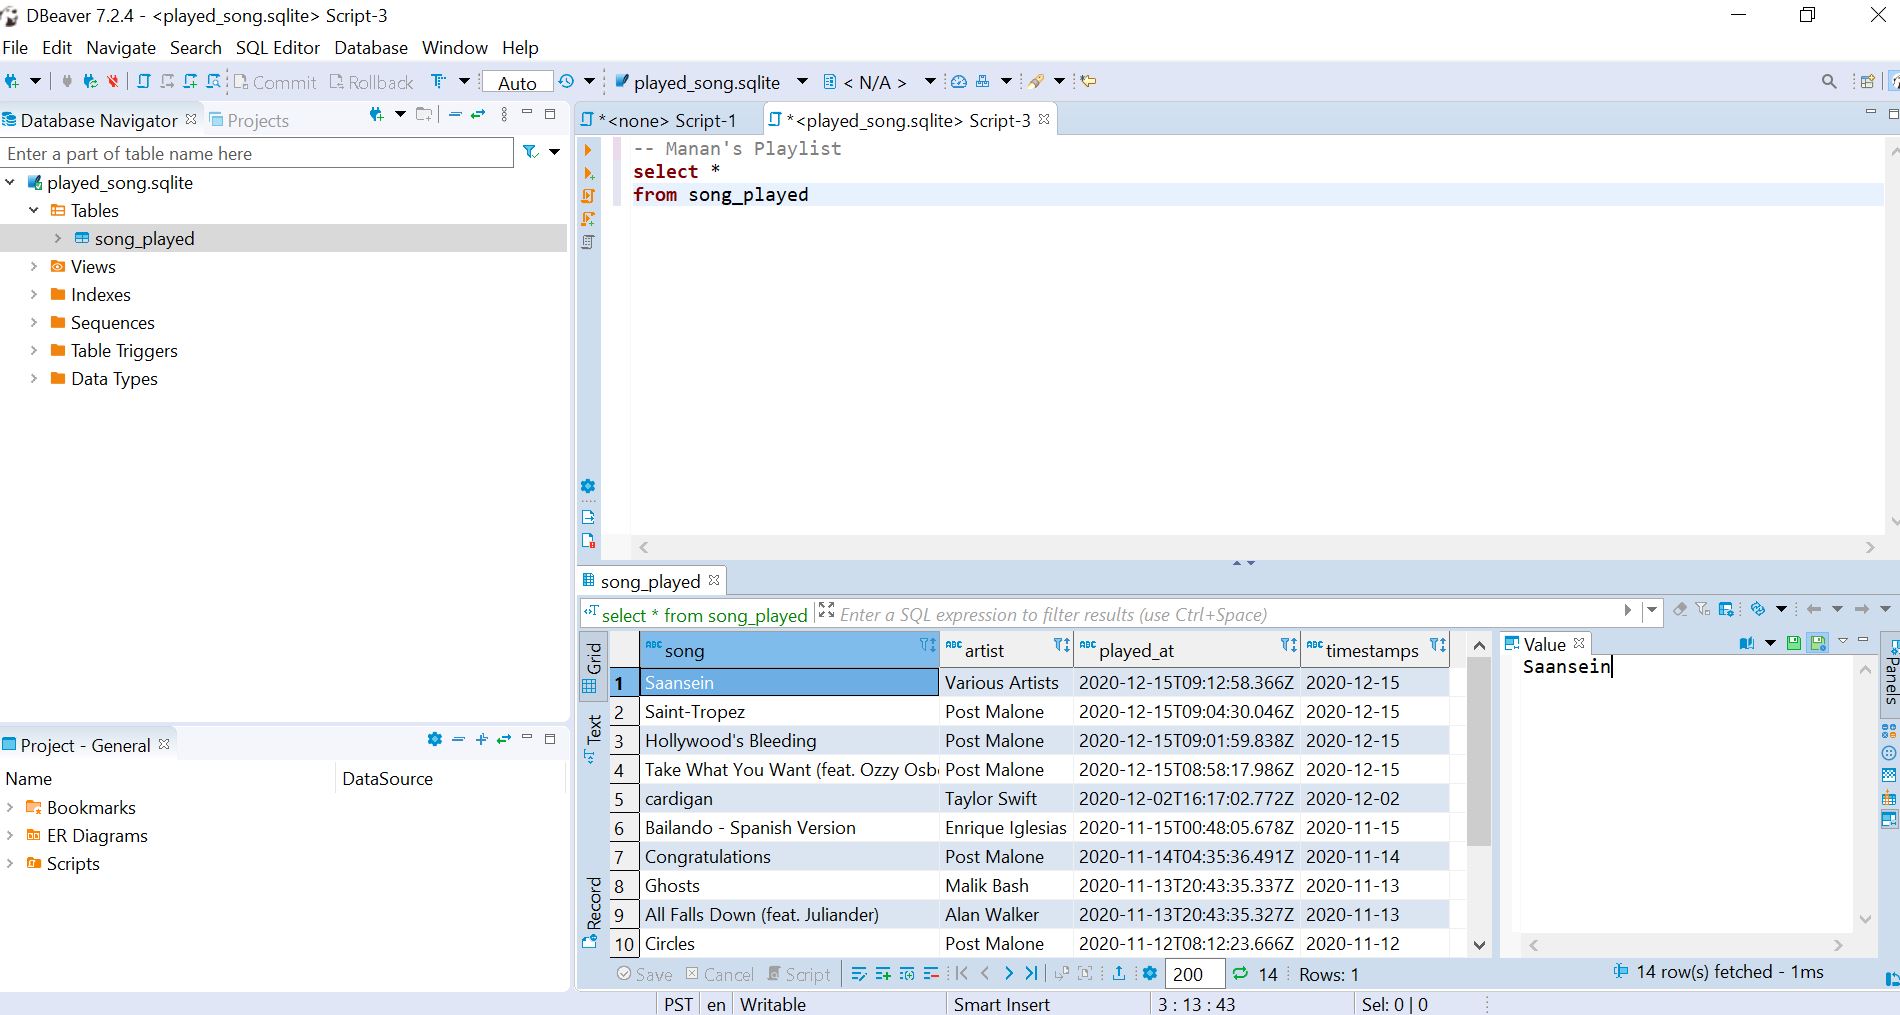 DBeaver 7.2.4 - <played_song.sqlite> Script-3
File Edit Navigate Search SQL Editor Database Window Help
Commit Rollback Auto played_song.sqlite < N/A >
Database Navigator Projects
Enter a part of table name here
played_song.sqlite
Tables
song_played
Views
Indexes
Sequences
Table Triggers
Data Types
Project - General
Name DataSource
Bookmarks
ER Diagrams
Scripts
*<none> Script-1 *<played_song.sqlite> Script-3
-- Manan's Playlist
select *
from song_played
song_played
select * from song_played Enter a SQL expression to filter results (use Ctrl+Space)
Grid
Text
Record
ABC song ABC artist ABC played_at ABC timestamps
1 Saansein Various Artists 2020-12-15T09:12:58.366Z 2020-12-15
2 Saint-Tropez Post Malone 2020-12-15T09:04:30.046Z 2020-12-15
3 Hollywood's Bleeding Post Malone 2020-12-15T09:01:59.838Z 2020-12-15
4 Take What You Want (feat. Ozzy Osb Post Malone 2020-12-15T08:58:17.986Z 2020-12-15
5 cardigan Taylor Swift 2020-12-02T16:17:02.772Z 2020-12-02
6 Bailando - Spanish Version Enrique Iglesias 2020-11-15T00:48:05.678Z 2020-11-15
7 Congratulations Post Malone 2020-11-14T04:35:36.491Z 2020-11-14
8 Ghosts Malik Bash 2020-11-13T20:43:35.337Z 2020-11-13
9 All Falls Down (feat. Juliander) Alan Walker 2020-11-13T20:43:35.327Z 2020-11-13
10 Circles Post Malone 2020-11-12T08:12:23.666Z 2020-11-12
Value
Saansein
Panels
Save Cancel Script 200 14 Rows: 1
14 row(s) fetched - 1ms
PST en Writable Smart Insert 3 : 13 : 43 Sel: 0 | 0